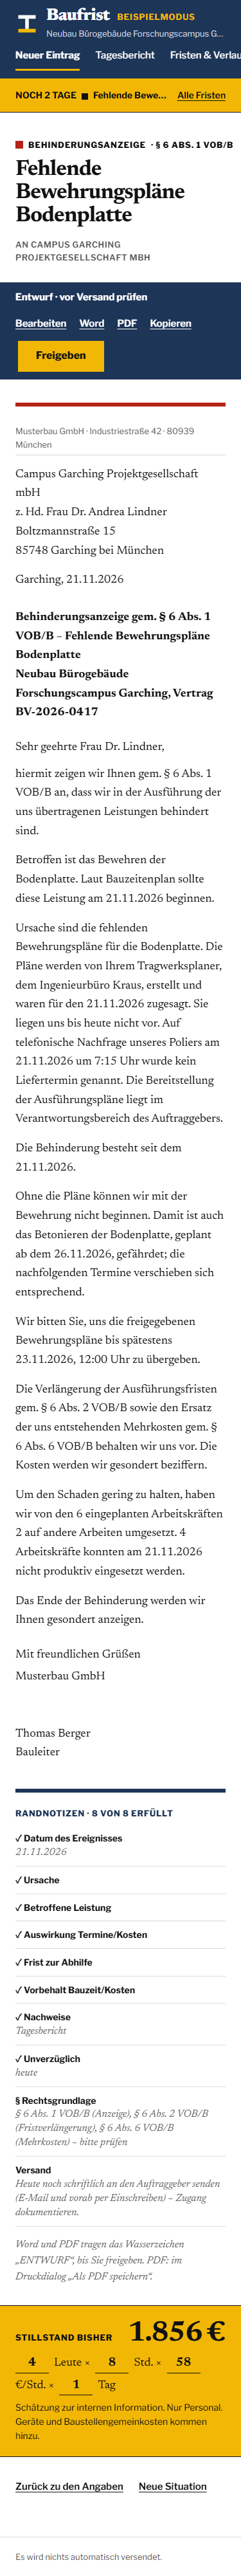 Baufrist BEISPIELMODUS
Neubau Bürogebäude Forschungscampus G...
Neuer Eintrag Tagesbericht Fristen & Verlau
NOCH 2 TAGE ■ Fehlende Bewe... Alle Fristen
BEHINDERUNGSANZEIGE · § 6 ABS. 1 VOB/B
Fehlende
Bewehrungspläne
Bodenplatte
AN CAMPUS GARCHING
PROJEKTGESELLSCHAFT MBH
Entwurf · vor Versand prüfen
Bearbeiten Word PDF Kopieren
Freigeben
Musterbau GmbH · Industriestraße 42 · 80939
München
Campus Garching Projektgesellschaft
mbH
z. Hd. Frau Dr. Andrea Lindner
Boltzmannstraße 15
85748 Garching bei München
Garching, 21.11.2026
Behinderungsanzeige gem. § 6 Abs. 1
VOB/B – Fehlende Bewehrungspläne
Bodenplatte
Neubau Bürogebäude
Forschungscampus Garching, Vertrag
BV-2026-0417
Sehr geehrte Frau Dr. Lindner,
hiermit zeigen wir Ihnen gem. § 6 Abs. 1
VOB/B an, dass wir in der Ausführung der
uns übertragenen Leistungen behindert
sind.
Betroffen ist das Bewehren der
Bodenplatte. Laut Bauzeitenplan sollte
diese Leistung am 21.11.2026 beginnen.
Ursache sind die fehlenden
Bewehrungspläne für die Bodenplatte. Die
Pläne werden von Ihrem Tragwerksplaner,
dem Ingenieurbüro Kraus, erstellt und
waren für den 21.11.2026 zugesagt. Sie
liegen uns bis heute nicht vor. Auf
telefonische Nachfrage unseres Poliers am
21.11.2026 um 7:15 Uhr wurde kein
Liefertermin genannt. Die Bereitstellung
der Ausführungspläne liegt im
Verantwortungsbereich des Auftraggebers.
Die Behinderung besteht seit dem
21.11.2026.
Ohne die Pläne können wir mit der
Bewehrung nicht beginnen. Damit ist auch
das Betonieren der Bodenplatte, geplant
ab dem 26.11.2026, gefährdet; die
nachfolgenden Termine verschieben sich
entsprechend.
Wir bitten Sie, uns die freigegebenen
Bewehrungspläne bis spätestens
23.11.2026, 12:00 Uhr zu übergeben.
Die Verlängerung der Ausführungsfristen
gem. § 6 Abs. 2 VOB/B sowie den Ersatz
der uns entstehenden Mehrkosten gem. §
6 Abs. 6 VOB/B behalten wir uns vor. Die
Kosten werden wir gesondert beziffern.
Um den Schaden gering zu halten, haben
wir von den 6 eingeplanten Arbeitskräften
2 auf andere Arbeiten umgesetzt. 4
Arbeitskräfte konnten am 21.11.2026
nicht produktiv eingesetzt werden.
Das Ende der Behinderung werden wir
Ihnen gesondert anzeigen.
Mit freundlichen Grüßen
Musterbau GmbH
Thomas Berger
Bauleiter
RANDNOTIZEN · 8 VON 8 ERFÜLLT
✓ Datum des Ereignisses
21.11.2026
✓ Ursache
✓ Betroffene Leistung
✓ Auswirkung Termine/Kosten
✓ Frist zur Abhilfe
✓ Vorbehalt Bauzeit/Kosten
✓ Nachweise
Tagesbericht
✓ Unverzüglich
heute
§ Rechtsgrundlage
§ 6 Abs. 1 VOB/B (Anzeige), § 6 Abs. 2 VOB/B
(Fristverlängerung), § 6 Abs. 6 VOB/B
(Mehrkosten) – bitte prüfen
Versand
Heute noch schriftlich an den Auftraggeber senden
(E-Mail und vorab per Einschreiben) – Zugang
dokumentieren.
Word und PDF tragen das Wasserzeichen
„ENTWURF“, bis Sie freigeben. PDF: im
Druckdialog „Als PDF speichern“.
STILLSTAND BISHER 1.856 €
4 Leute × 8 Std. × 58
€/Std. × 1 Tag
Schätzung zur internen Information. Nur Personal.
Geräte und Baustellengemeinkosten kommen
hinzu.
Zurück zu den Angaben Neue Situation
Es wird nichts automatisch versendet.